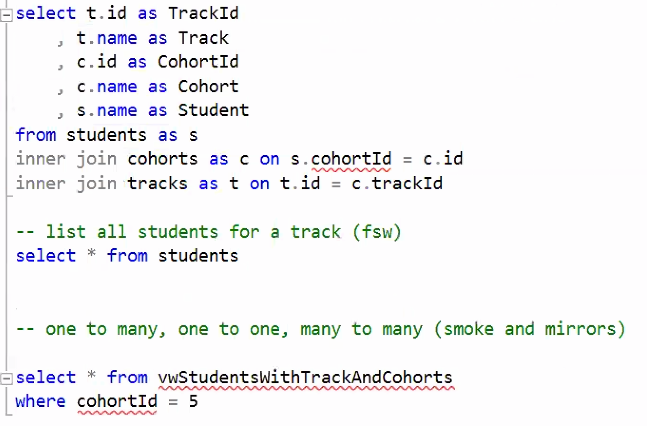 select t.id as TrackId
, t.name as Track
, c.id as CohortId
, c.name as Cohort
, s.name as Student
from students as s
inner join cohorts as c on s.cohortId = c.id
inner join tracks as t on t.id = c.trackId
-- list all students for a track (fsw)
select * from students
-- one to many, one to one, many to many (smoke and mirrors)
select * from vwStudentsWithTrackAndCohorts
where cohortId = 5